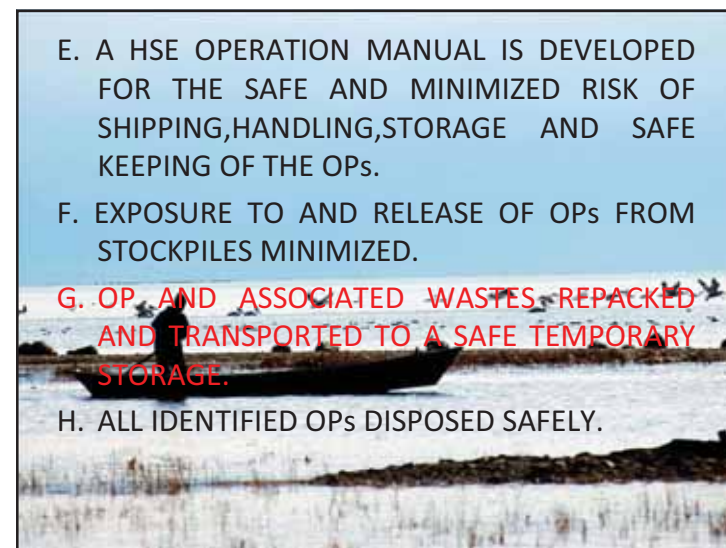 E. A HSE OPERATION MANUAL IS DEVELOPED
FOR THE SAFE AND MINIMIZED RISK OF
SHIPPING,HANDLING,STORAGE AND SAFE
KEEPING OF THE OPs.
F. EXPOSURE TO AND RELEASE OF OPs FROM
STOCKPILES MINIMIZED.
G. OP AND ASSOCIATED WASTES REPACKED
AND TRANSPORTED TO A SAFE TEMPORARY
STORAGE.
H. ALL IDENTIFIED OPs DISPOSED SAFELY.